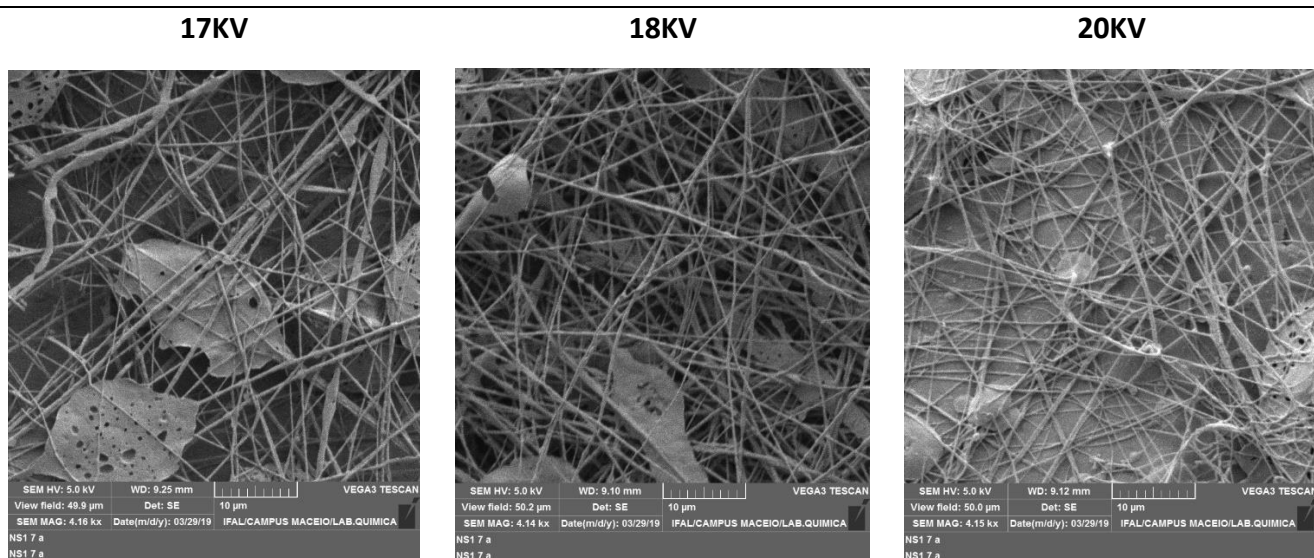 17KV
18KV
20KV
SEM HV: 5.0 kV WD: 9.25 mm VEGA3 TESCAN
View field: 49.9 µm Det: SE 10 µm
SEM MAG: 4.16 kx Date(m/d/y): 03/29/19 IFAL/CAMPUS MACEIO/LAB.QUIMICA
NS1 7 a
NS1 7 a
SEM HV: 5.0 kV WD: 9.10 mm VEGA3 TESCAN
View field: 50.2 µm Det: SE 10 µm
SEM MAG: 4.14 kx Date(m/d/y): 03/29/19 IFAL/CAMPUS MACEIO/LAB.QUIMICA
NS1 7 a
NS1 7 a
SEM HV: 5.0 kV WD: 9.12 mm VEGA3 TESCAN
View field: 50.0 µm Det: SE 10 µm
SEM MAG: 4.15 kx Date(m/d/y): 03/29/19 IFAL/CAMPUS MACEIO/LAB.QUIMICA
NS1 7 a
NS1 7 a